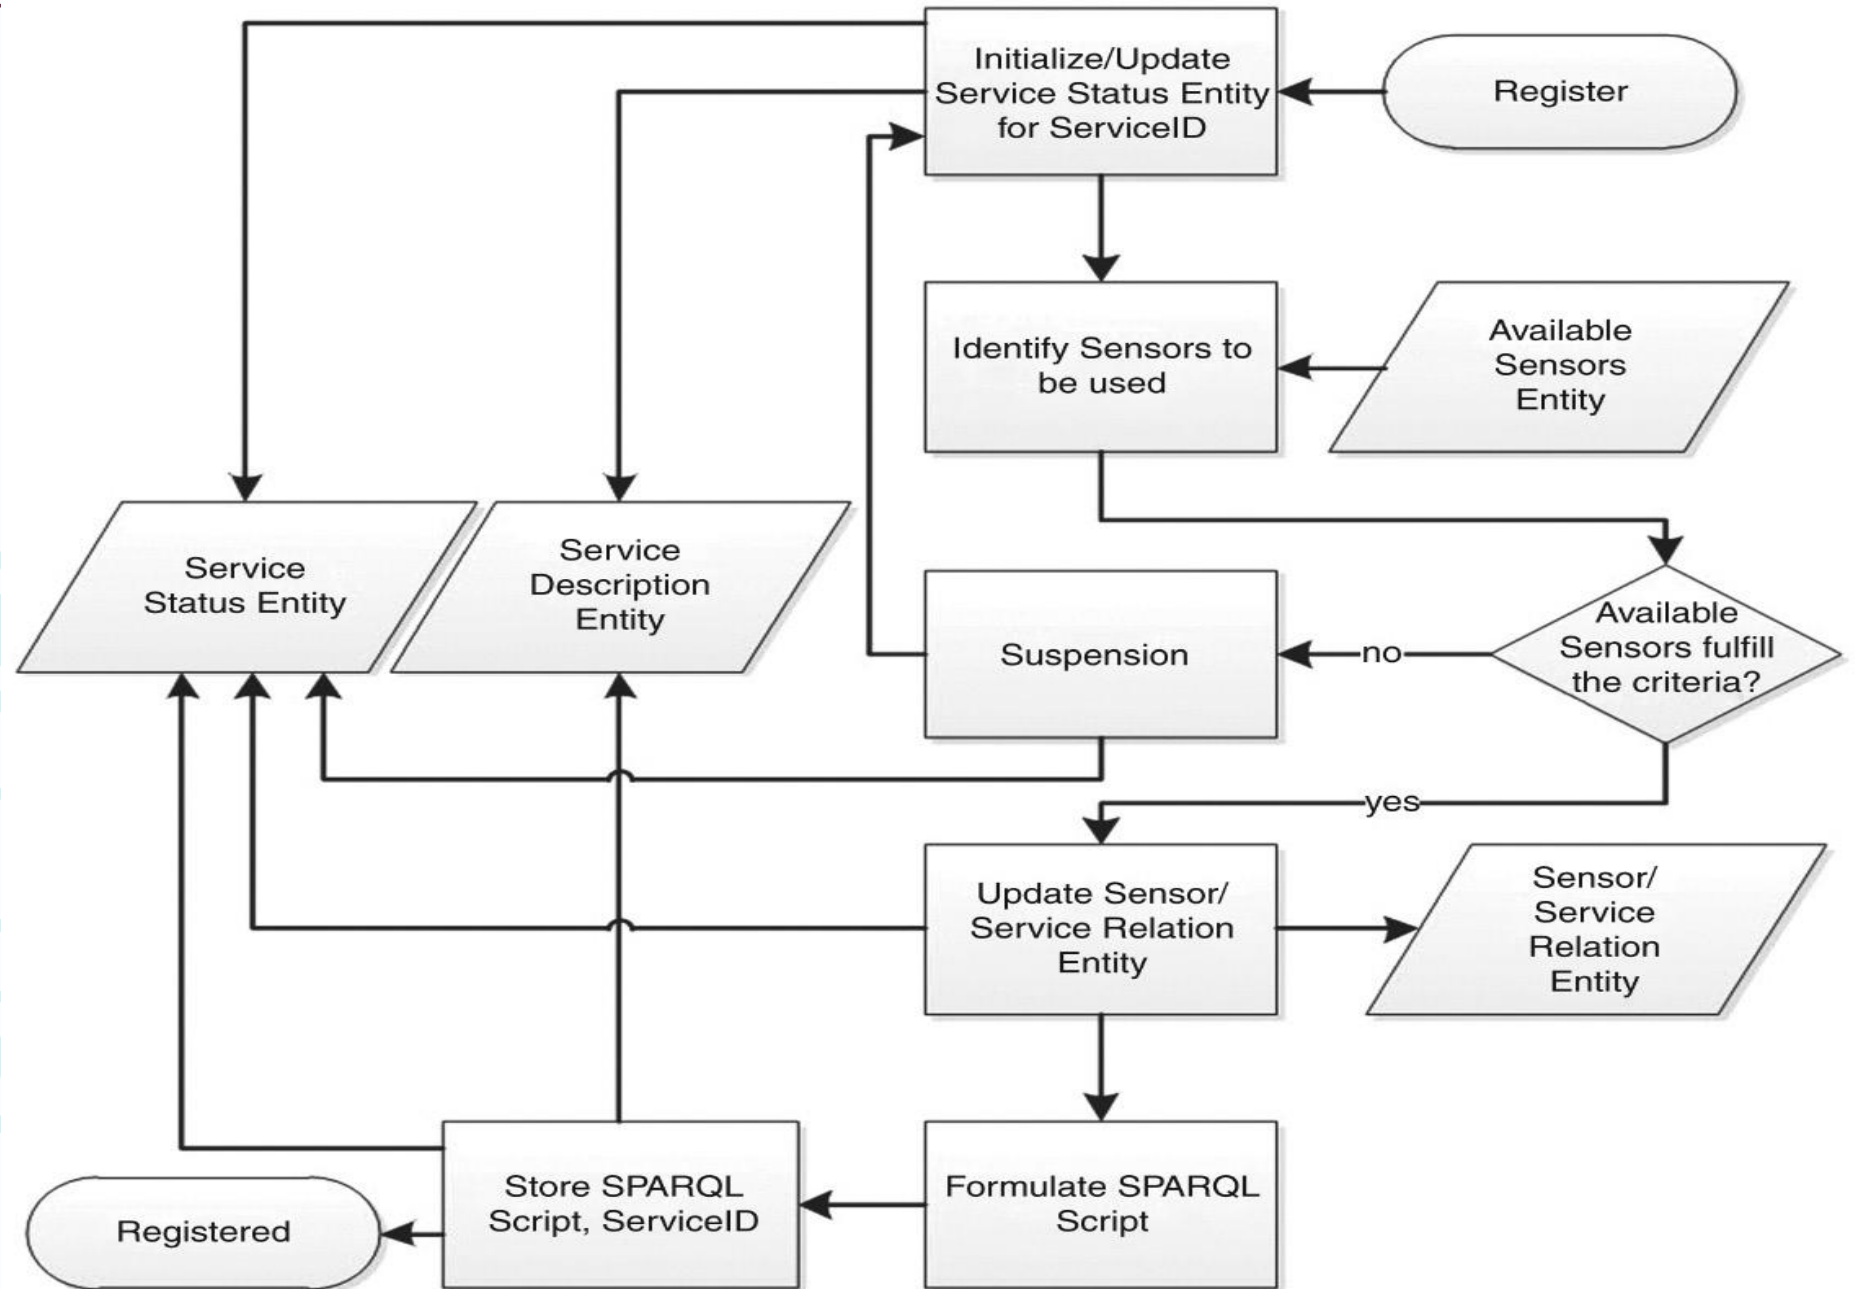 Initialize/Update
Service Status Entity
for ServiceID
Register
Identify Sensors to
be used
Available
Sensors
Entity
Service
Status Entity
Service
Description
Entity
Suspension
no
Available
Sensors fulfill
the criteria?
yes
Update Sensor/
Service Relation
Entity
Sensor/
Service
Relation
Entity
Registered
Store SPARQL
Script, ServiceID
Formulate SPARQL
Script